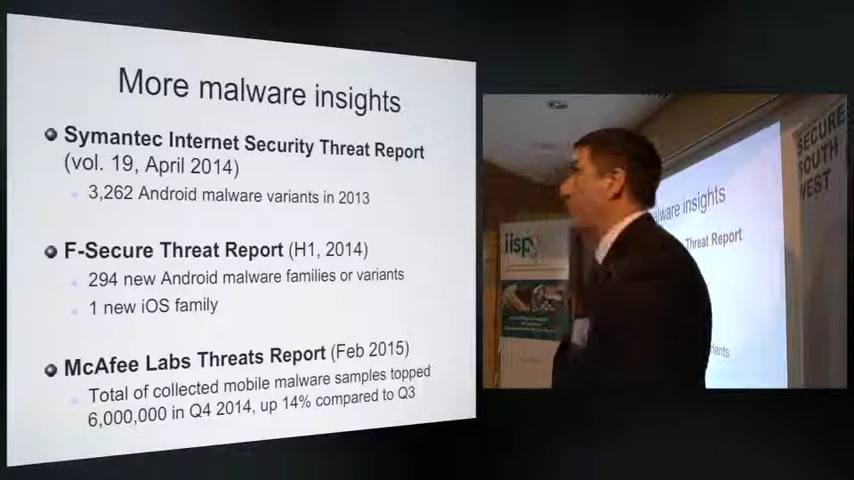 More malware insights
Symantec Internet Security Threat Report
(vol. 19, April 2014)
3,262 Android malware variants in 2013
F-Secure Threat Report (H1, 2014)
294 new Android malware families or variants
1 new iOS family
McAfee Labs Threats Report (Feb 2015)
Total of collected mobile malware samples topped
6,000,000 in Q4 2014, up 14% compared to Q3
iisp
malware insights
Threat Report
SECURE
SOUTH
WEST